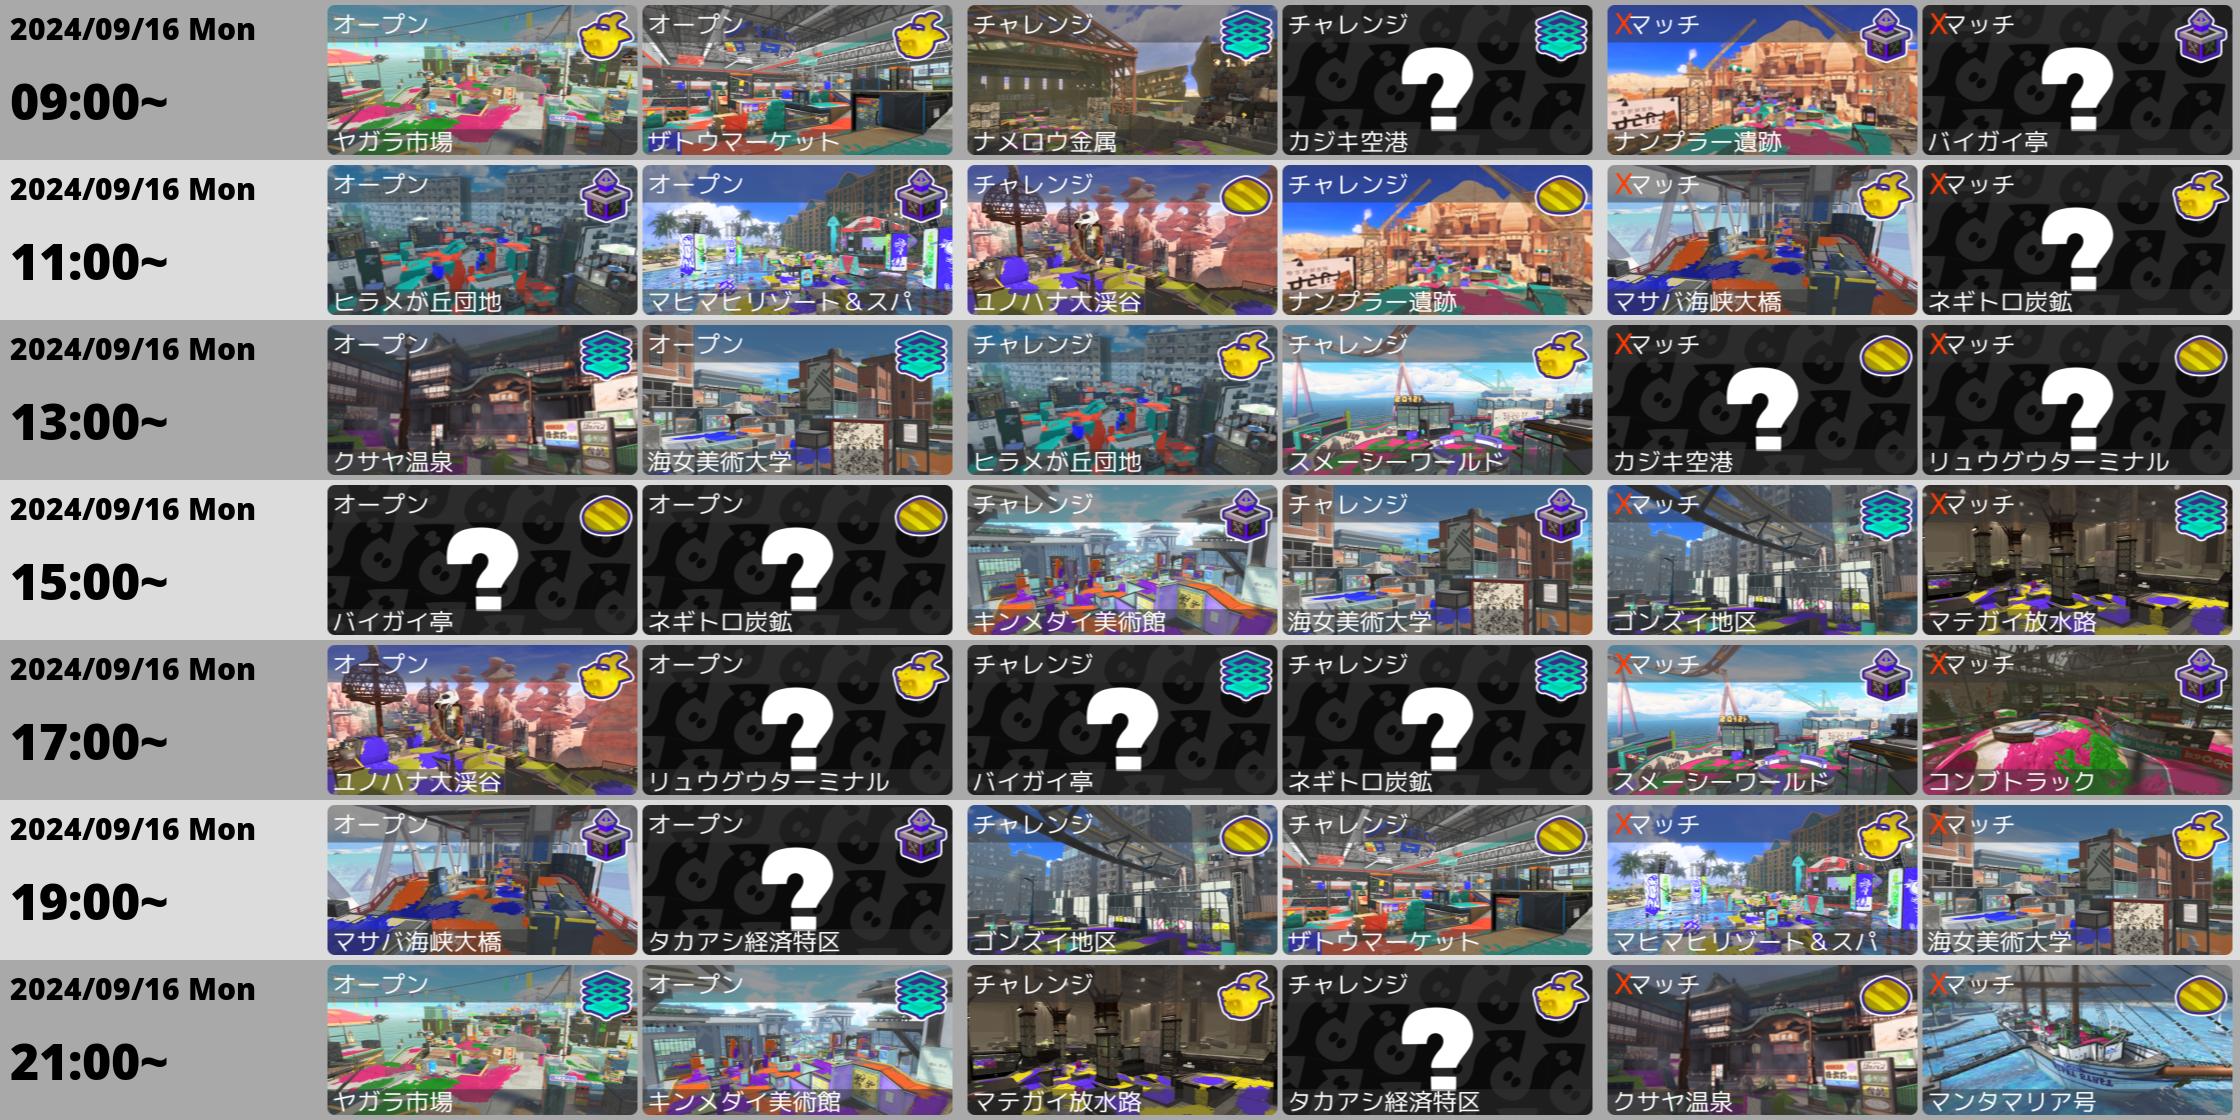 2024/09/16 Mon
09:00~
オープン
ヤガラ市場
オープン
ザトウマーケット
チャレンジ
ナメロウ金属
チャレンジ
カジキ空港
Xマッチ
ナンプラー遺跡
Xマッチ
バイガイ亭
2024/09/16 Mon
11:00~
オープン
ヒラメが丘団地
オープン
マヒマヒリゾート＆スパ
チャレンジ
ユノハナ大渓谷
チャレンジ
ナンプラー遺跡
Xマッチ
マサバ海峡大橋
Xマッチ
ネギトロ炭鉱
2024/09/16 Mon
13:00~
オープン
クサヤ温泉
オープン
海女美術大学
チャレンジ
ヒラメが丘団地
チャレンジ
スメーシーワールド
Xマッチ
カジキ空港
Xマッチ
リュウグウターミナル
2024/09/16 Mon
15:00~
オープン
バイガイ亭
オープン
ネギトロ炭鉱
チャレンジ
キンメダイ美術館
チャレンジ
海女美術大学
Xマッチ
ゴンズイ地区
Xマッチ
マテガイ放水路
2024/09/16 Mon
17:00~
オープン
ユノハナ大渓谷
オープン
リュウグウターミナル
チャレンジ
バイガイ亭
チャレンジ
ネギトロ炭鉱
Xマッチ
スメーシーワールド
Xマッチ
コンブトラック
2024/09/16 Mon
19:00~
オープン
マサバ海峡大橋
オープン
タカアシ経済特区
チャレンジ
ゴンズイ地区
チャレンジ
ザトウマーケット
Xマッチ
マヒマヒリゾート＆スパ
Xマッチ
海女美術大学
2024/09/16 Mon
21:00~
オープン
ヤガラ市場
オープン
キンメダイ美術館
チャレンジ
マテガイ放水路
チャレンジ
タカアシ経済特区
Xマッチ
クサヤ温泉
Xマッチ
マンタマリア号